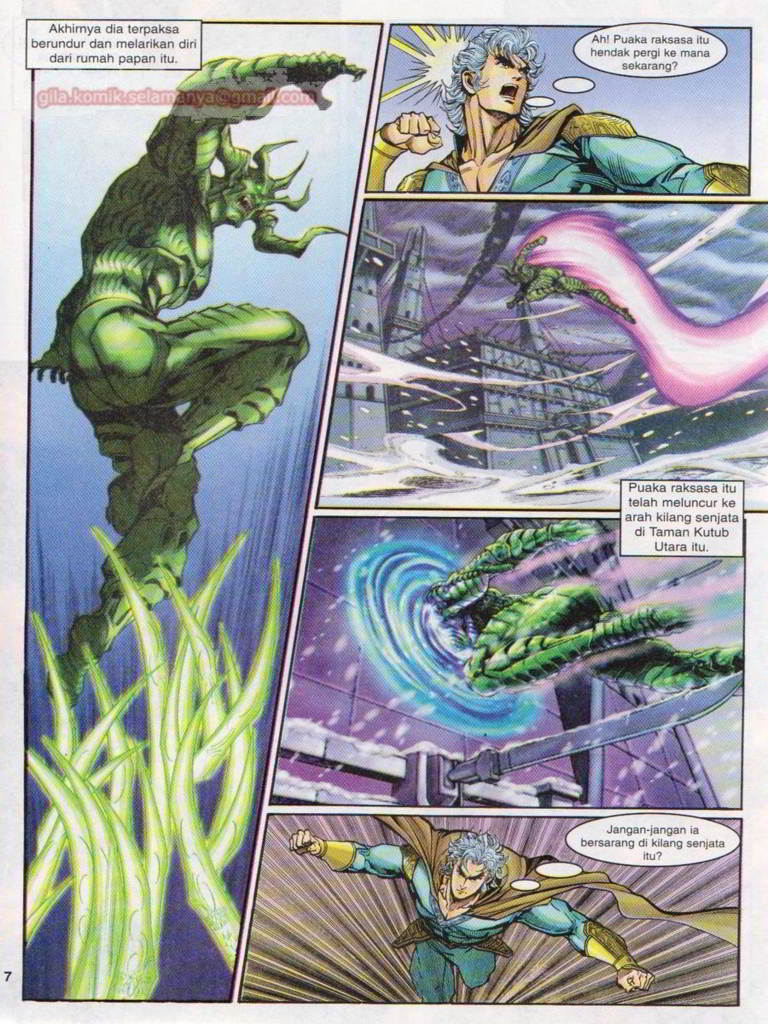 Akhirnya dia terpaksa
berundur dan melarikan diri
dari rumah papan itu.
gila.komik.selamanya@gmail.com
Ah! Puaka raksasa itu
hendak pergi ke mana
sekarang?
Puaka raksasa itu
telah meluncur ke
arah kilang senjata
di Taman Kutub
Utara itu.
Jangan-jangan ia
bersarang di kilang senjata
itu?
7